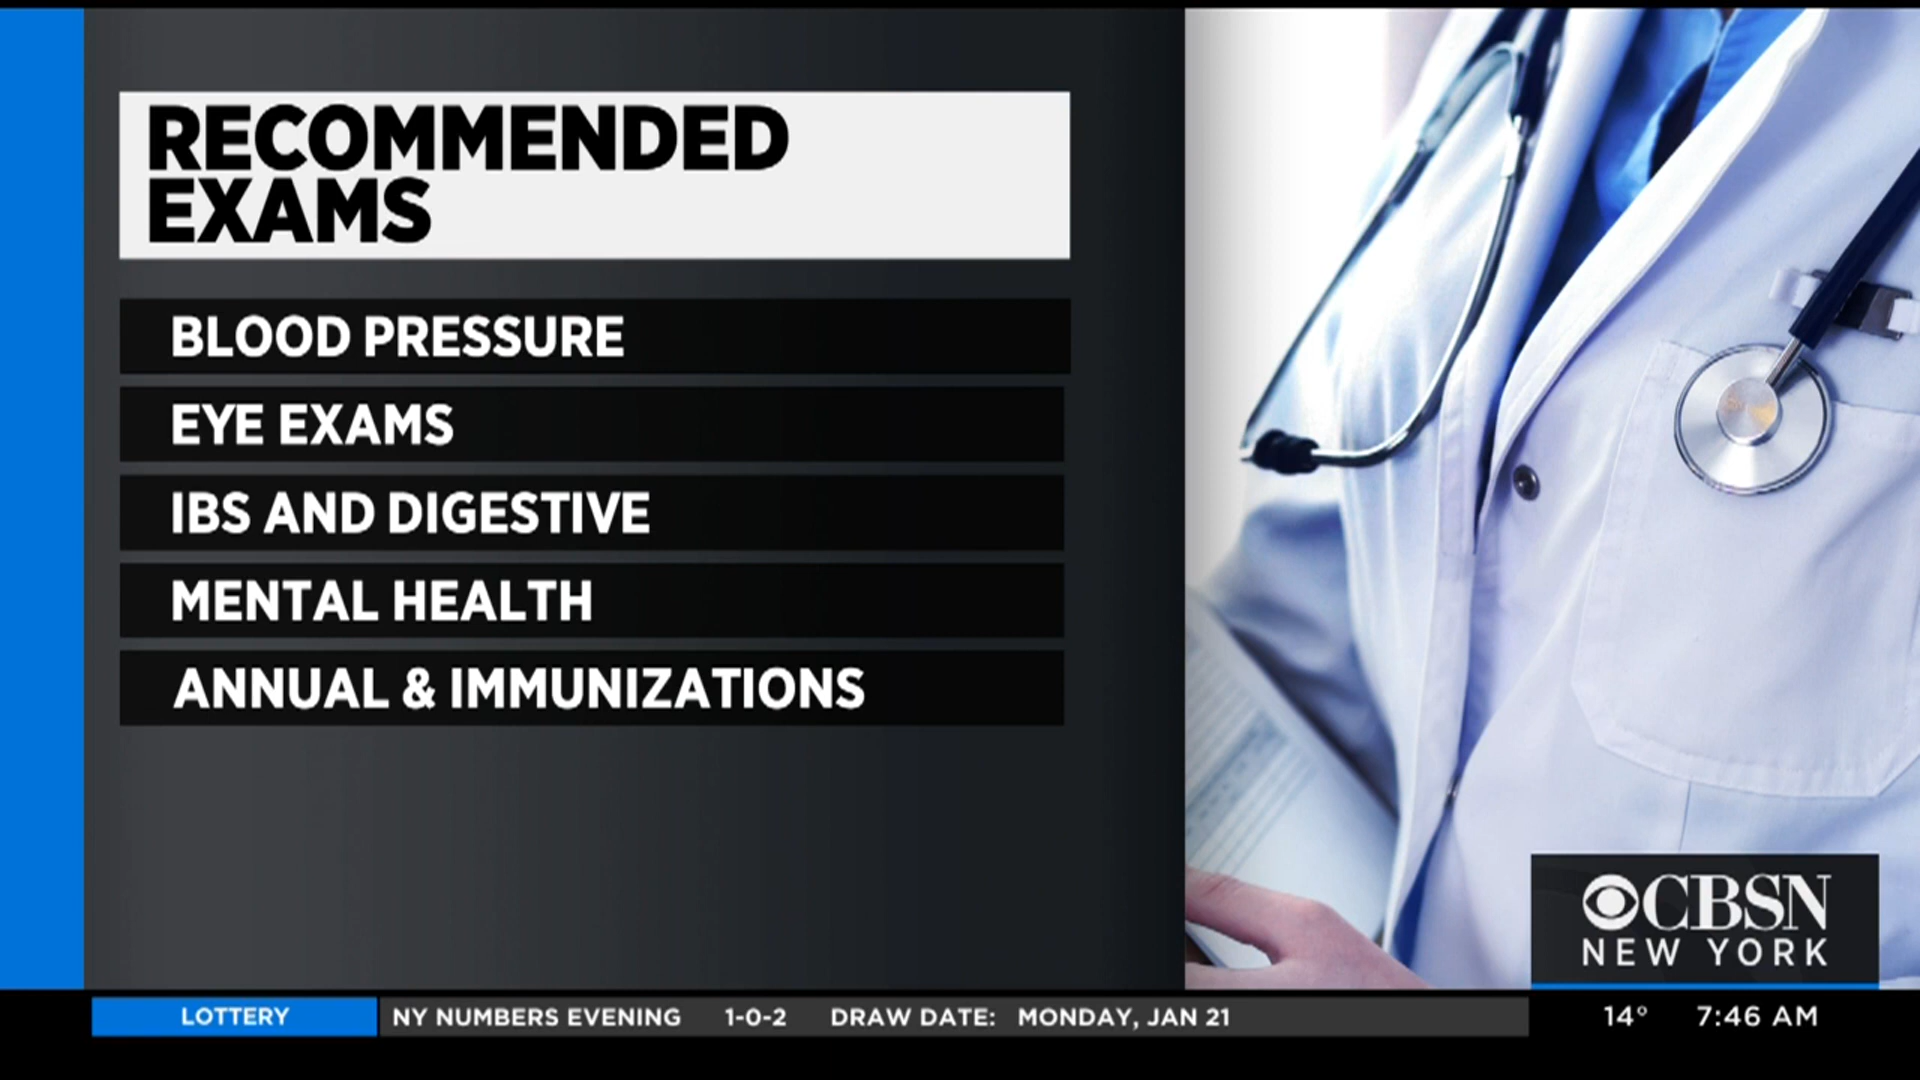 RECOMMENDED
EXAMS
BLOOD PRESSURE
EYE EXAMS
IBS AND DIGESTIVE
MENTAL HEALTH
ANNUAL & IMMUNIZATIONS
CBSN
NEW YORK
LOTTERY NY NUMBERS EVENING 1-0-2 DRAW DATE: MONDAY, JAN 21 14° 7:46 AM